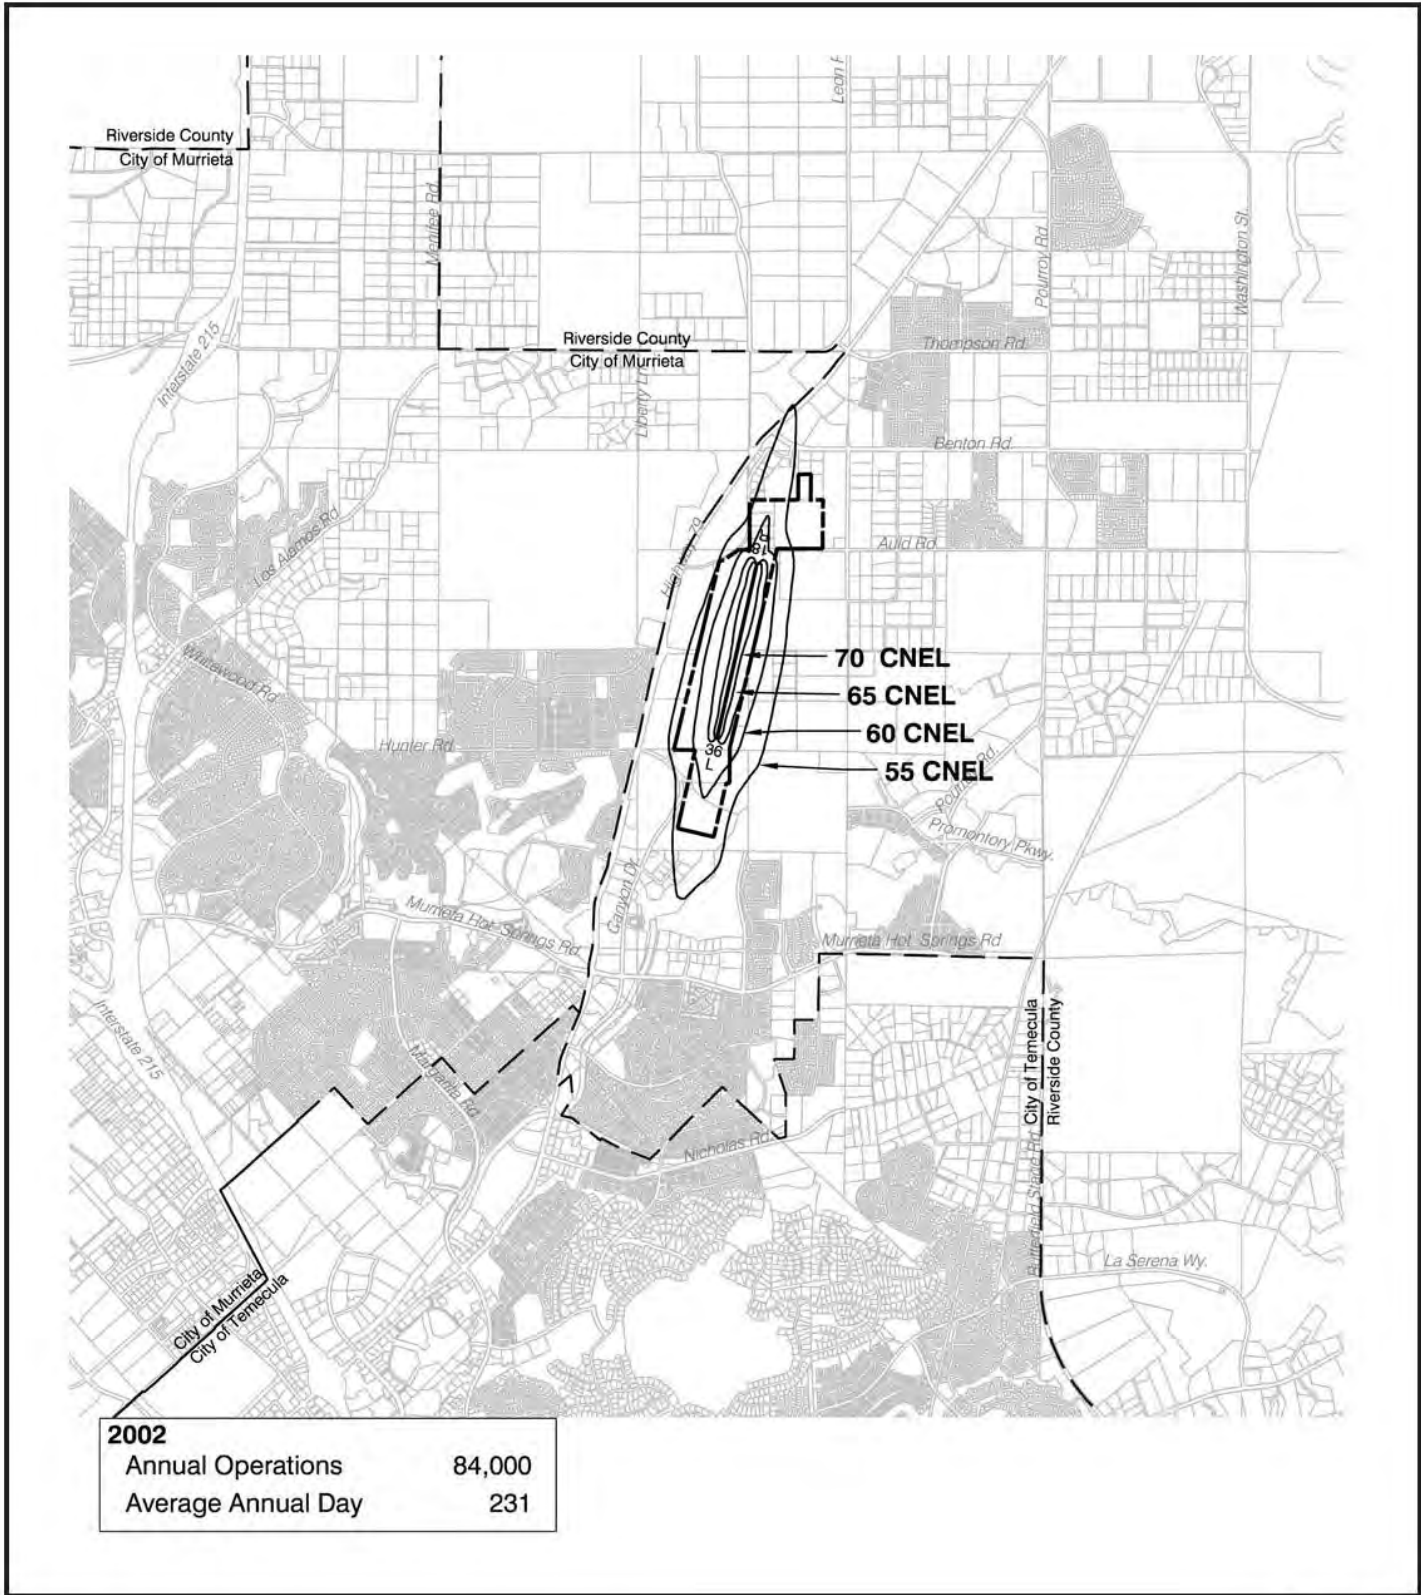 Leon R
Riverside County
City of Murrieta
Menifee Rd.
Pourroy Rd.
Washington St.
Interstate 215
Riverside County
City of Murrieta
Thompson Rd.
Liberty Ln
Benton Rd.
Highway 79
Los Alamos Rd.
Auld Rd.
18
R
Whitewood Rd.
70 CNEL
65 CNEL
60 CNEL
55 CNEL
Hunter Rd.
36
L
Pourroy Rd.
Promontory Pkwy.
Canyon Dr.
Murrieta Hot Springs Rd.
Murrieta Hot Springs Rd
Interstate 215
City of Temecula
Riverside County
Margarita Rd.
Nicholas Rd.
Butterfield Stage Rd.
La Serena Wy.
City of Murrieta
City of Temecula
2002
Annual Operations 84,000
Average Annual Day 231